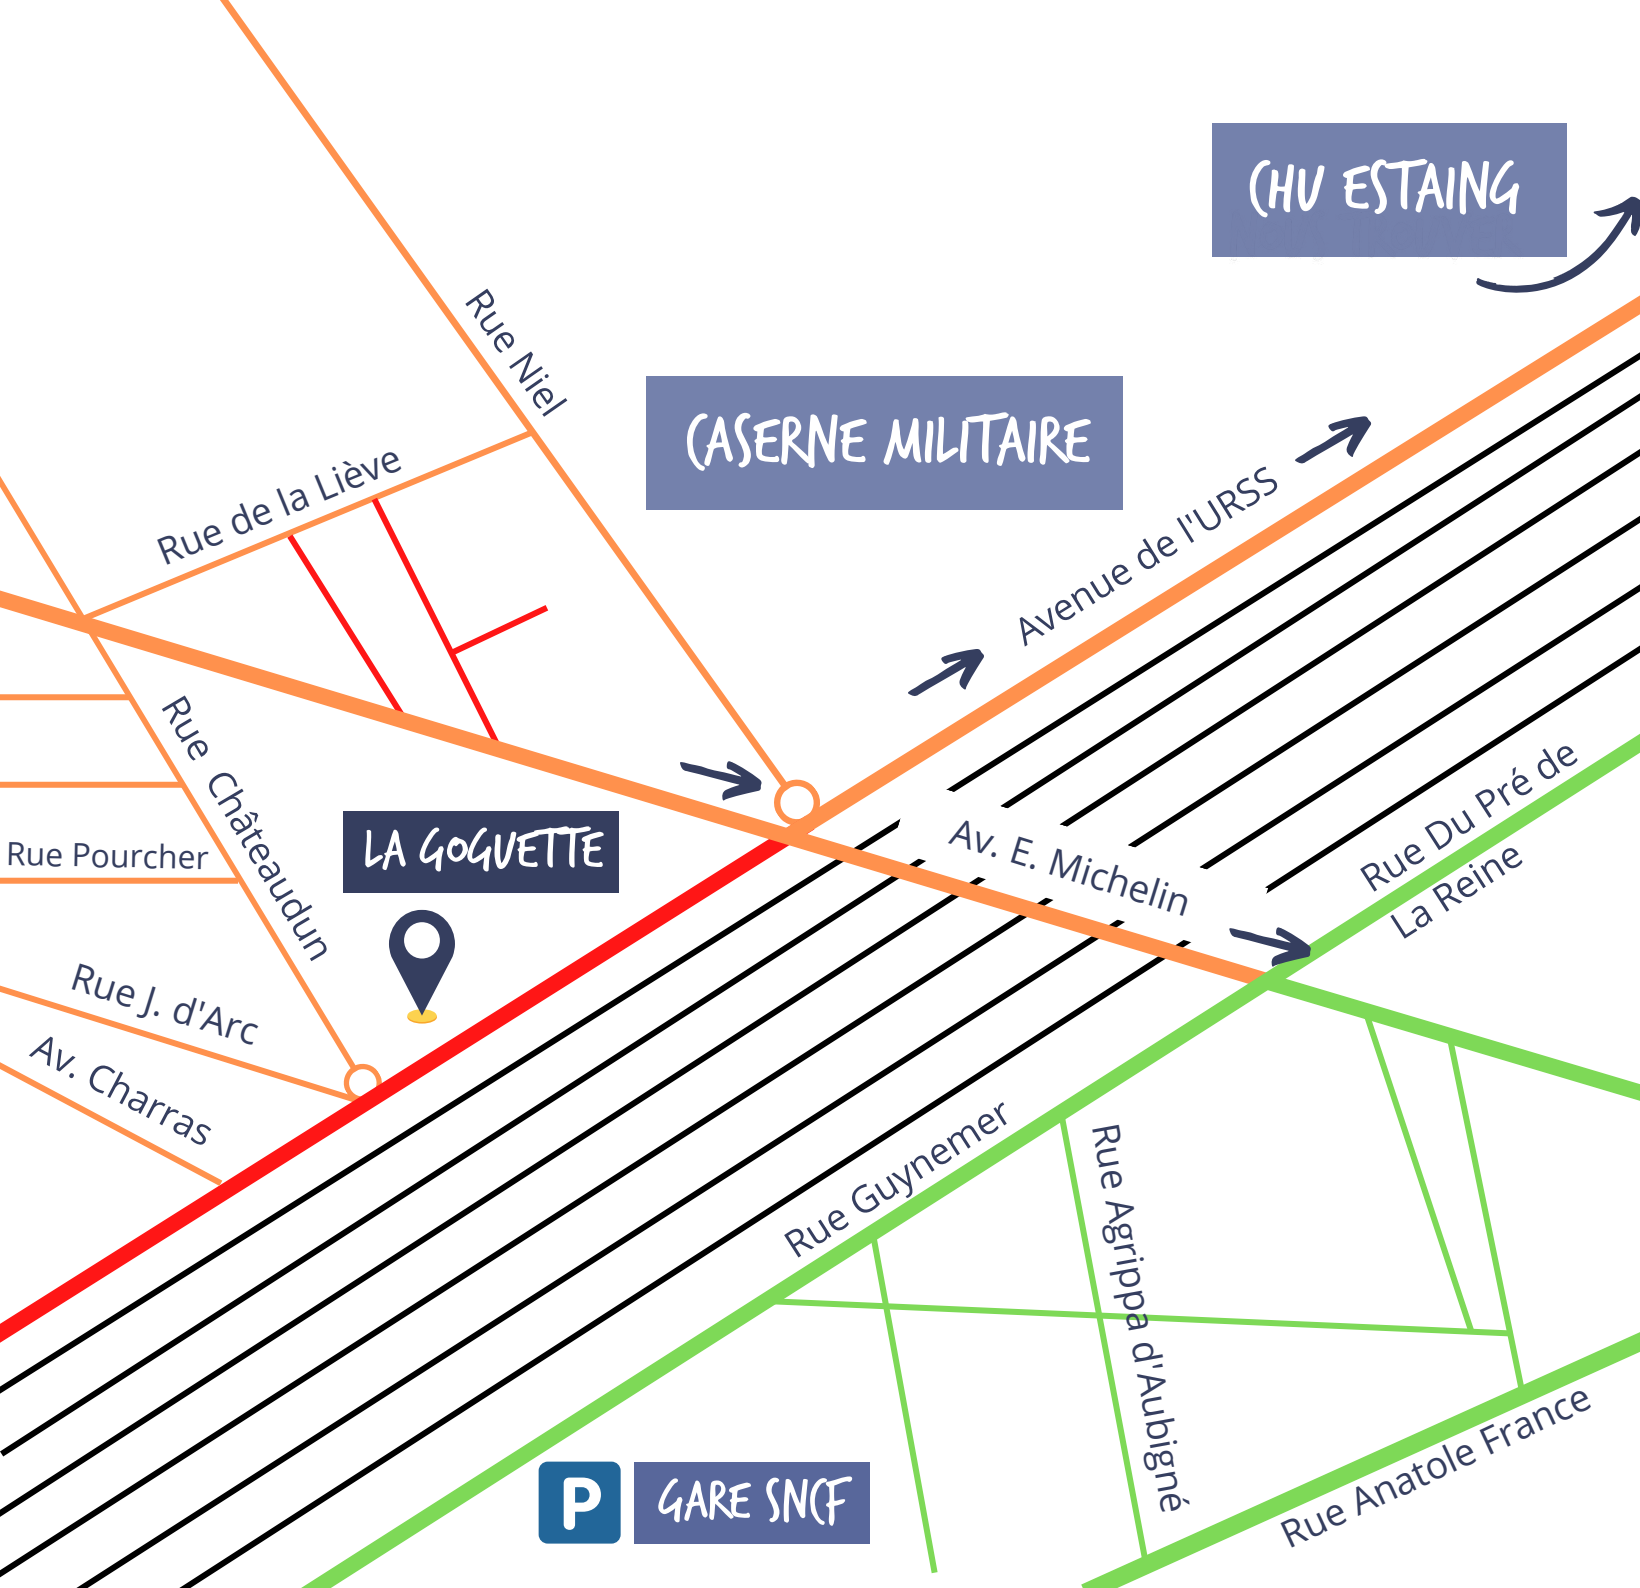 CHU ESTAING
Rue Niel
CASERNE MILITAIRE
Rue de la Liève
Avenue de l'URSS
Rue Châteaudun
LA GOGUETTE
Rue Pourcher
Av. E. Michelin
Rue Du Pré de
La Reine
Rue J. d'Arc
Av. Charras
Rue Guynemer
Rue Agrippa d'Aubigné
Rue Anatole France
P
GARE SNCF